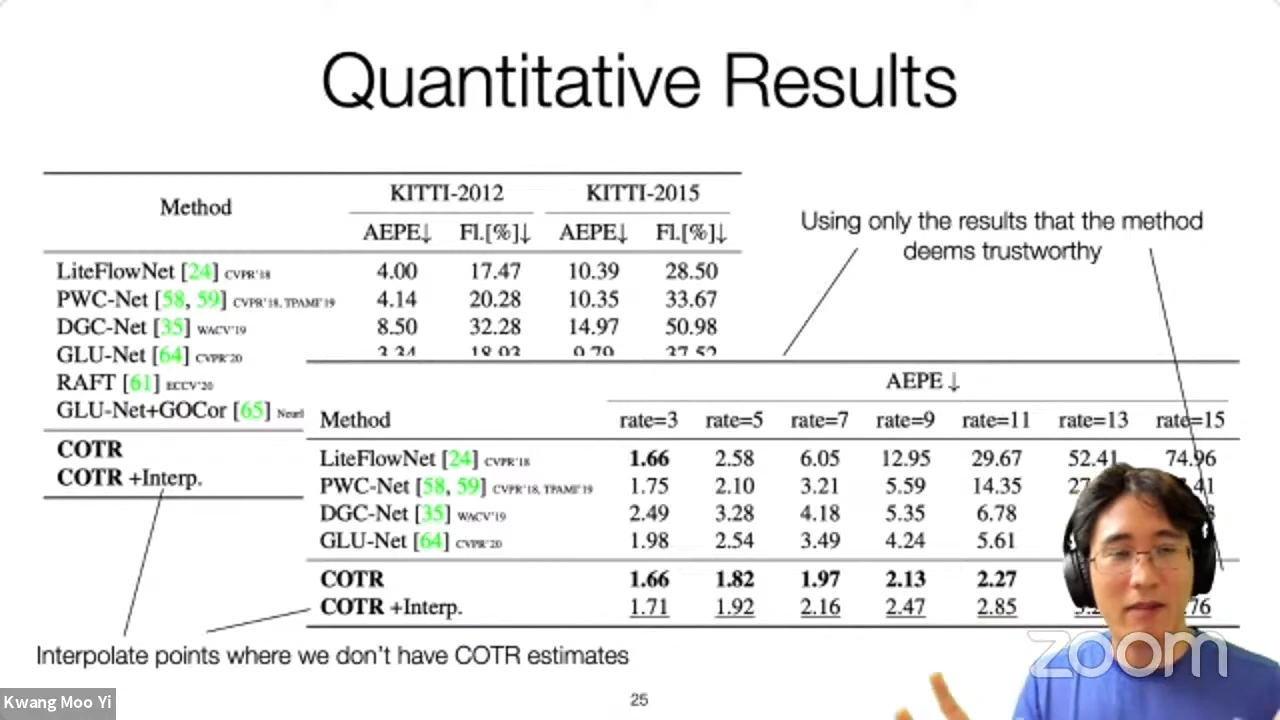 Quantitative Results
Method KITTI-2012 KITTI-2015
AEPE↓ Fl.[%]↓ AEPE↓ Fl.[%]↓
LiteFlowNet [24] CVPR'18 4.00 17.47 10.39 28.50
PWC-Net [58, 59] CVPR'18, TPAMI'19 4.14 20.28 10.35 33.67
DGC-Net [35] WACV'19 8.50 32.28 14.97 50.98
GLU-Net [64] CVPR'20 3.34 18.93 9.79 37.52
RAFT [61] ECCV'20
GLU-Net+GOCor [65]
COTR
COTR +Interp.
Using only the results that the method
deems trustworthy
AEPE ↓
Method rate=3 rate=5 rate=7 rate=9 rate=11 rate=13 rate=15
LiteFlowNet [24] CVPR'18 1.66 2.58 6.05 12.95 29.67 52.41 74.96
PWC-Net [58, 59] CVPR'18, TPAMI'19 1.75 2.10 3.21 5.59 14.35
DGC-Net [35] WACV'19 2.49 3.28 4.18 5.35 6.78
GLU-Net [64] CVPR'20 1.98 2.54 3.49 4.24 5.61
COTR 1.66 1.82 1.97 2.13 2.27
COTR +Interp. 1.71 1.92 2.16 2.47 2.85
Interpolate points where we don't have COTR estimates
zoom
Kwang Moo Yi
25